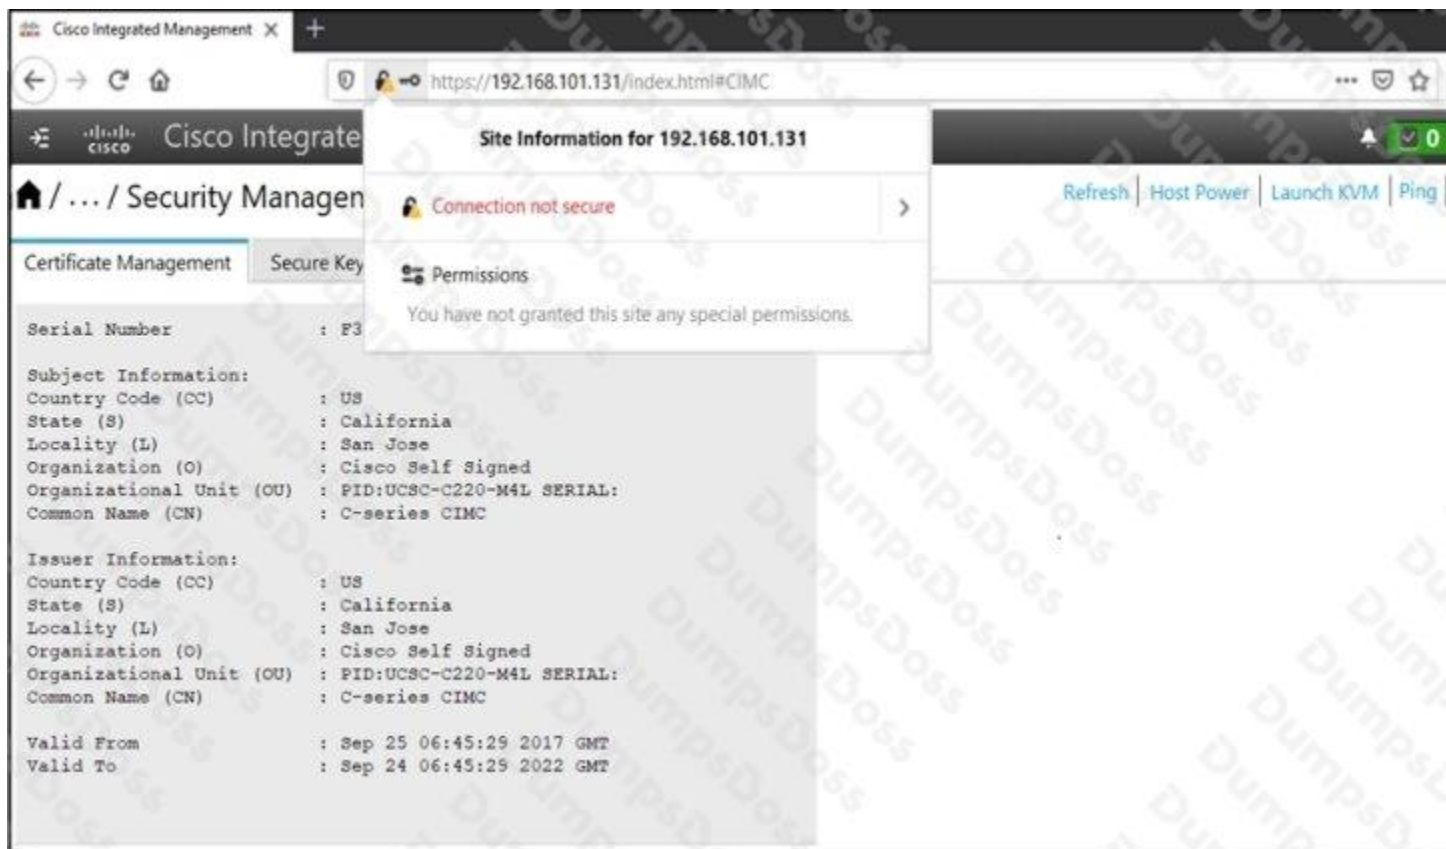 Cisco Integrated Management
https://192.168.101.131/index.html#CIMC
CISCO Cisco Integrate
Site Information for 192.168.101.131
0
/ ... / Security Managen
Connection not secure
Refresh | Host Power | Launch KVM | Ping |
Certificate Management Secure Key
Permissions
You have not granted this site any special permissions.
Serial Number : F3
Subject Information:
Country Code (CC) : US
State (S) : California
Locality (L) : San Jose
Organization (O) : Cisco Self Signed
Organizational Unit (OU) : PID:UCSC-C220-M4L SERIAL:
Common Name (CN) : C-series CIMC
Issuer Information:
Country Code (CC) : US
State (S) : California
Locality (L) : San Jose
Organization (O) : Cisco Self Signed
Organizational Unit (OU) : PID:UCSC-C220-M4L SERIAL:
Common Name (CN) : C-series CIMC
Valid From : Sep 25 06:45:29 2017 GMT
Valid To : Sep 24 06:45:29 2022 GMT
DumpsDoss